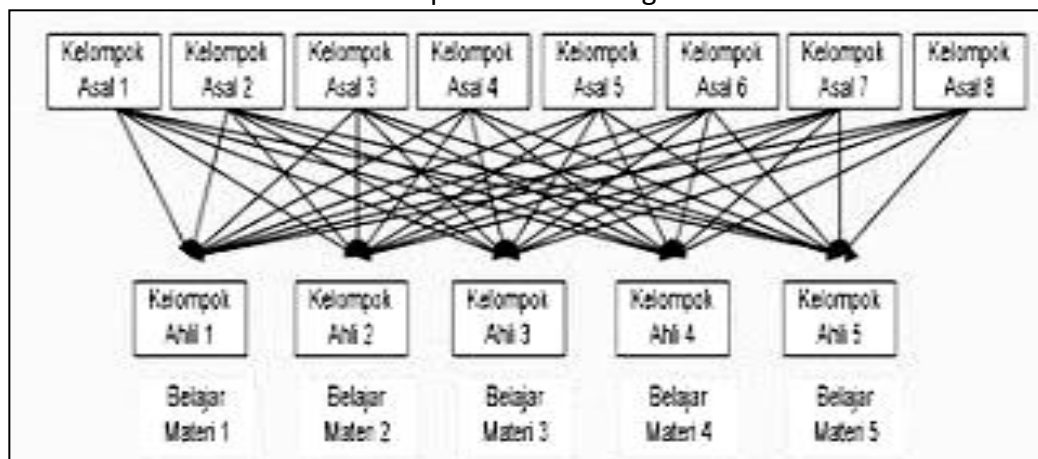 Kelompok
Asal 1
Kelompok
Asal 2
Kelompok
Asal 3
Kelompok
Asal 4
Kelompok
Asal 5
Kelompok
Asal 6
Kelompok
Asal 7
Kelompok
Asal 8
Kelompok
Ahli 1
Kelompok
Ahli 2
Kelompok
Ahli 3
Kelompok
Ahli 4
Kelompok
Ahli 5
Belajar
Materi 1
Belajar
Materi 2
Belajar
Materi 3
Belajar
Materi 4
Belajar
Materi 5